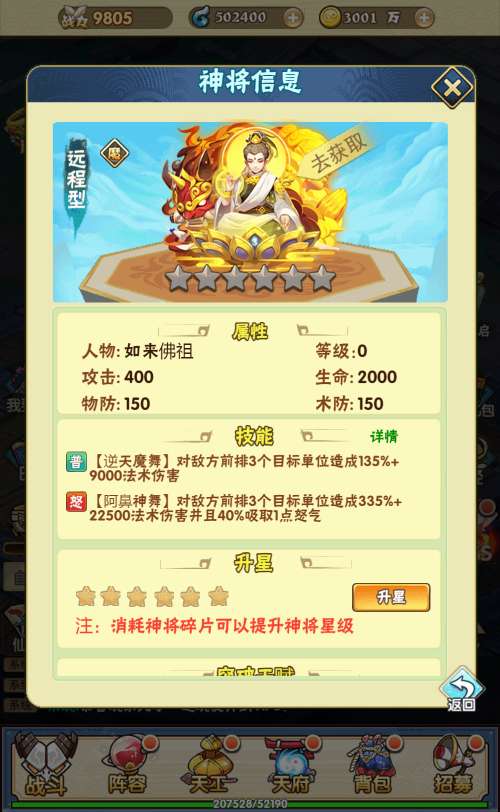 战力 9805 502400 3001 万
神将信息
远程型
魔
去获取
属性
人物: 如来佛祖 等级: 0
攻击: 400 生命: 2000
物防: 150 术防: 150
技能 详情
普 【逆天魔舞】对敌方前排3个目标单位造成135%+
9000法术伤害
怒 【阿鼻神舞】对敌方前排3个目标单位造成335%+
22500法术伤害并且40%吸取1点怒气
升星
升星
注: 消耗神将碎片可以提升神将星级
突破天赋
返回
阵容 天工 天府 背包 招募
207528/52190